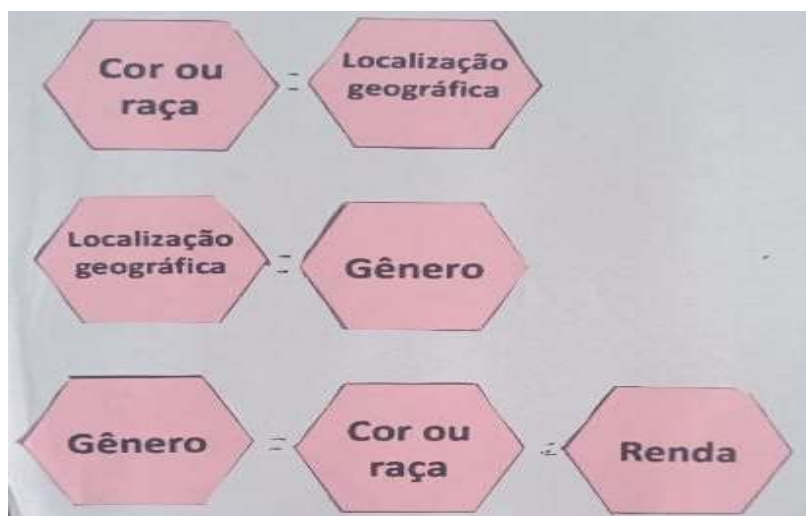 Cor ou
raça
=
Localização
geográfica
Localização
geográfica
=
Gênero
Gênero
=
Cor ou
raça
=
Renda